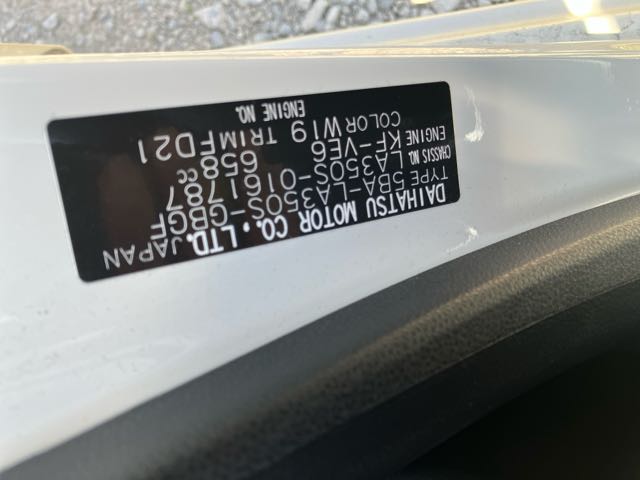 DAIHATSU MOTOR CO., LTD. JAPAN
TYPE 5BA-LA350S-GBGF
CHASSIS NO. LA350S-0161787
ENGINE KF-VE6 658cc
COLOR W19 TRIM FD21
ENGINE NO.